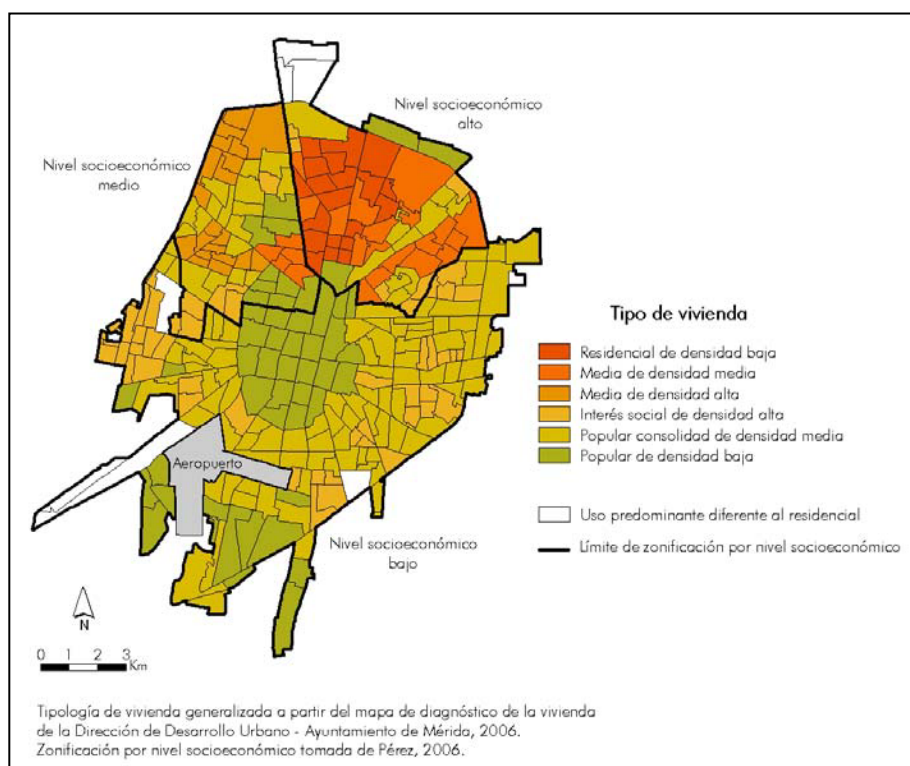 Nivel socioeconómico
alto
Nivel socioeconómico
medio
Tipo de vivienda
Residencial de densidad baja
Media de densidad media
Media de densidad alta
Interés social de densidad alta
Popular consolidad de densidad media
Popular de densidad baja
Aeropuerto
Uso predominante diferente al residencial
Límite de zonificación por nivel socioeconómico
Nivel socioeconómico
bajo
N
0 1 2 3
Km
Tipología de vivienda generalizada a partir del mapa de diagnóstico de la vivienda
de la Dirección de Desarrollo Urbano - Ayuntamiento de Mérida, 2006.
Zonificación por nivel socioeconómico tomada de Pérez, 2006.